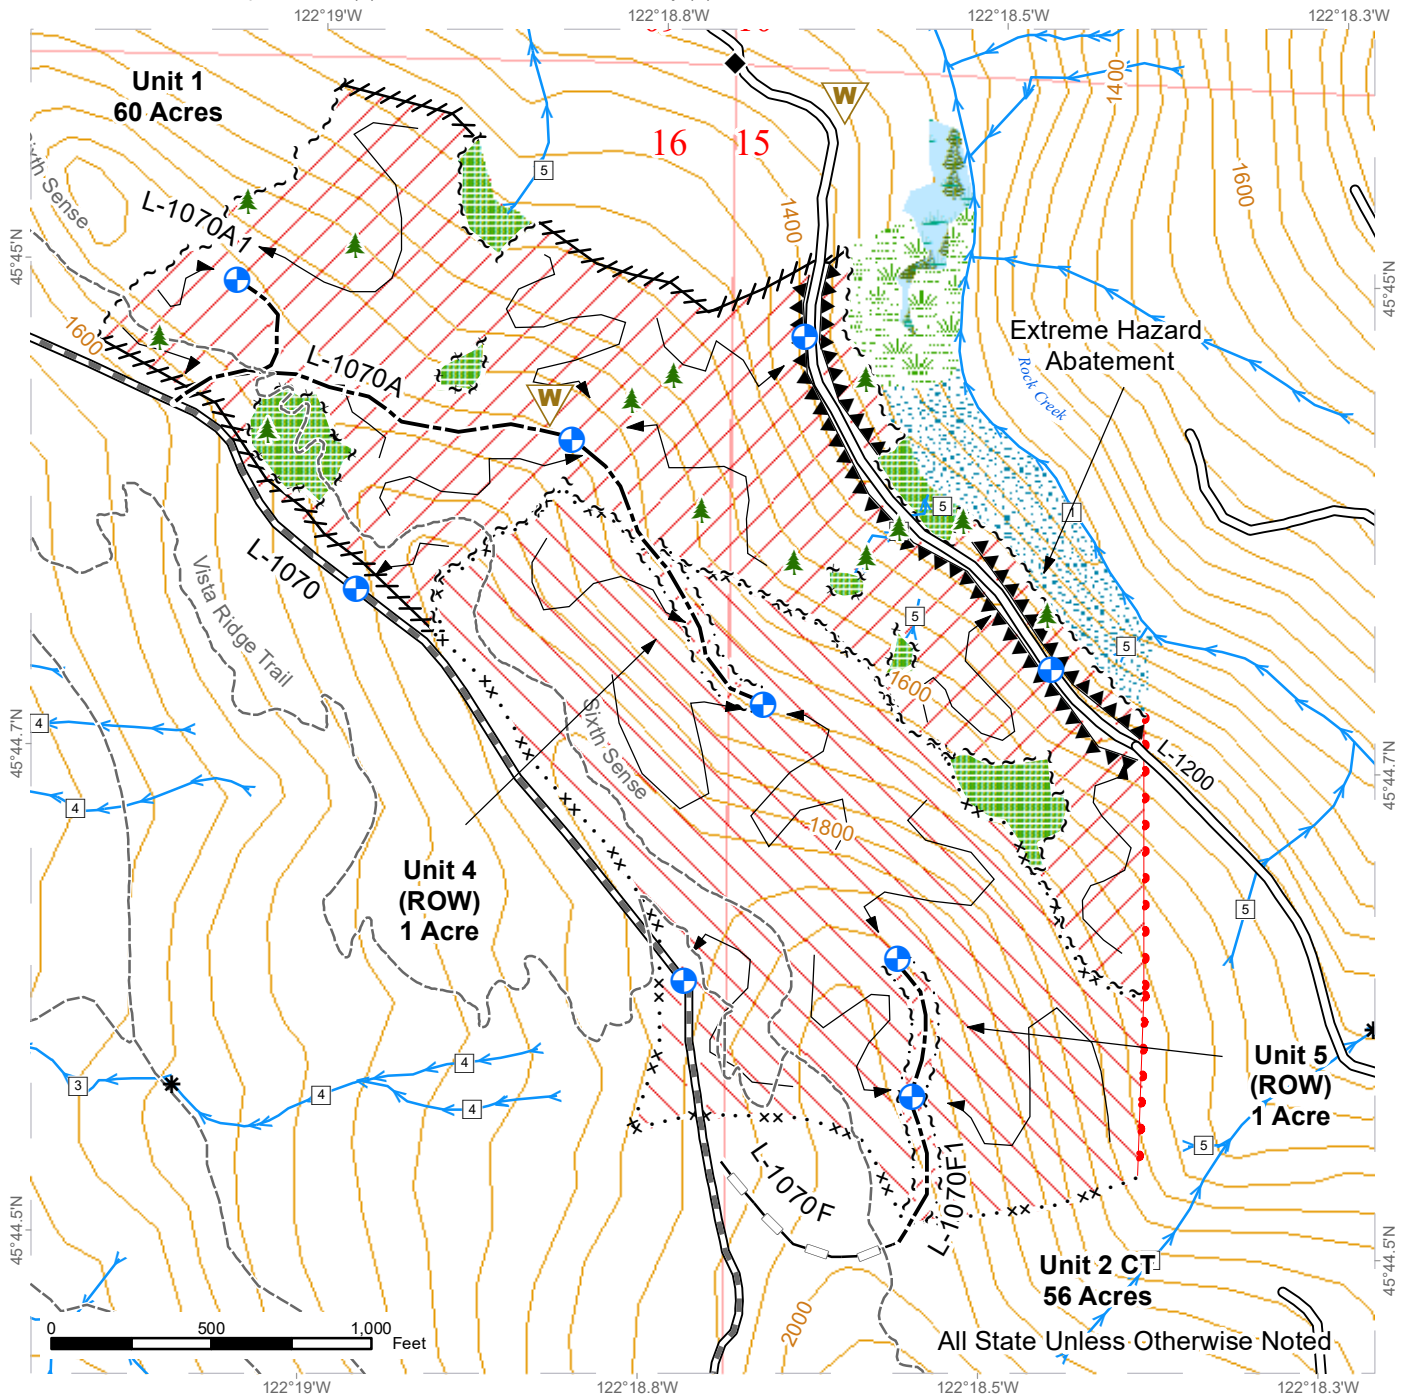 122°19'W
122°18.8'W
122°18.5'W
122°18.3'W
Unit 1
60 Acres
1400
W
16 15
5
1600
Sixth Sense
L-1070A1
1400
45°45'N
45°45'N
Extreme Hazard
Abatement
1600
L-1070A
Rock Creek
W
5
1
L-1070
Vista Ridge Trail
5
5
1600
Sixth Sense
4
45°44.7'N
45°44.7'N
L-1200
4
1800
Unit 4
(ROW)
1 Acre
5
Unit 5
(ROW)
1 Acre
4
3
4
4
5
L-1070F
L-1070F1
45°44.5'N
45°44.5'N
Unit 2 CT
56 Acres
2000
0 500 1,000
Feet
All State Unless Otherwise Noted
122°19'W
122°18.8'W
122°18.5'W
122°18.3'W